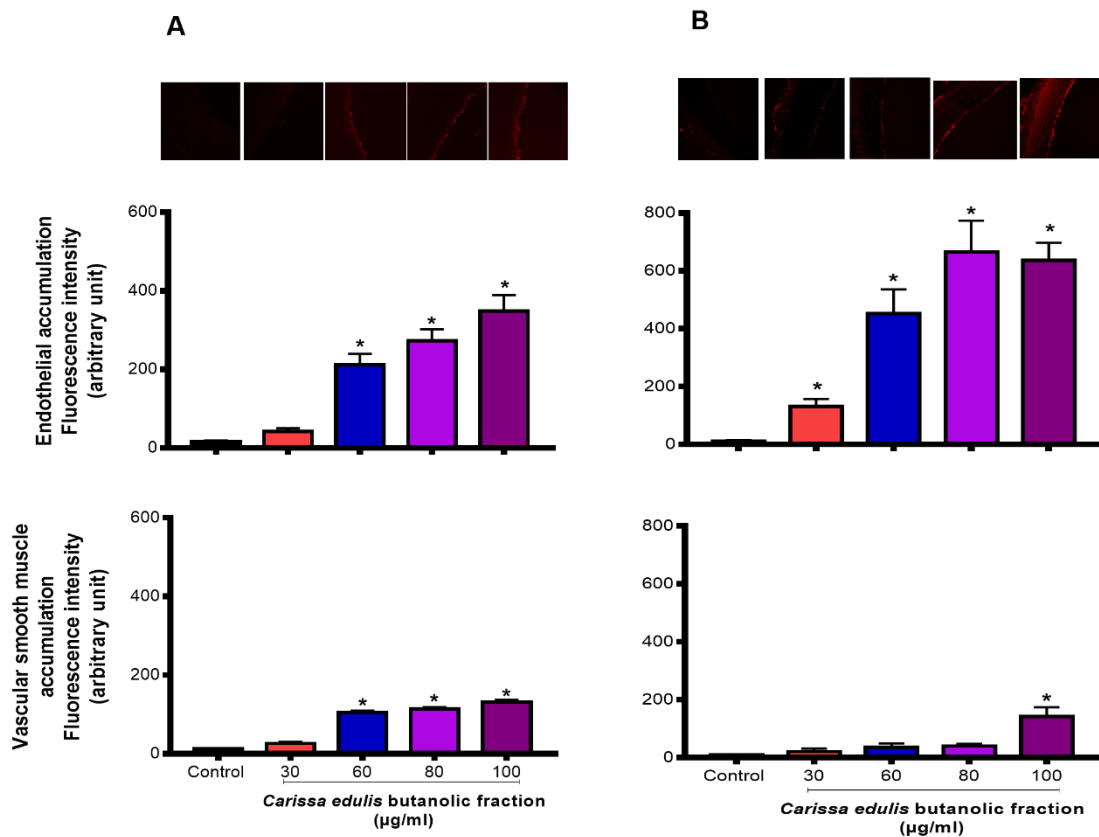 A
B
Endothelial accumulation
Fluorescence intensity
(arbitrary unit)
600
400
200
0
*
*
*
800
600
400
200
0
*
*
*
*
Vascular smooth muscle
accumulation
Fluorescence intensity
(arbitrary unit)
600
400
200
0
*
*
*
Control 30 60 80 100
Carissa edulis butanolic fraction
(µg/ml)
800
600
400
200
0
*
Control 30 60 80 100
Carissa edulis butanolic fraction
(µg/ml)